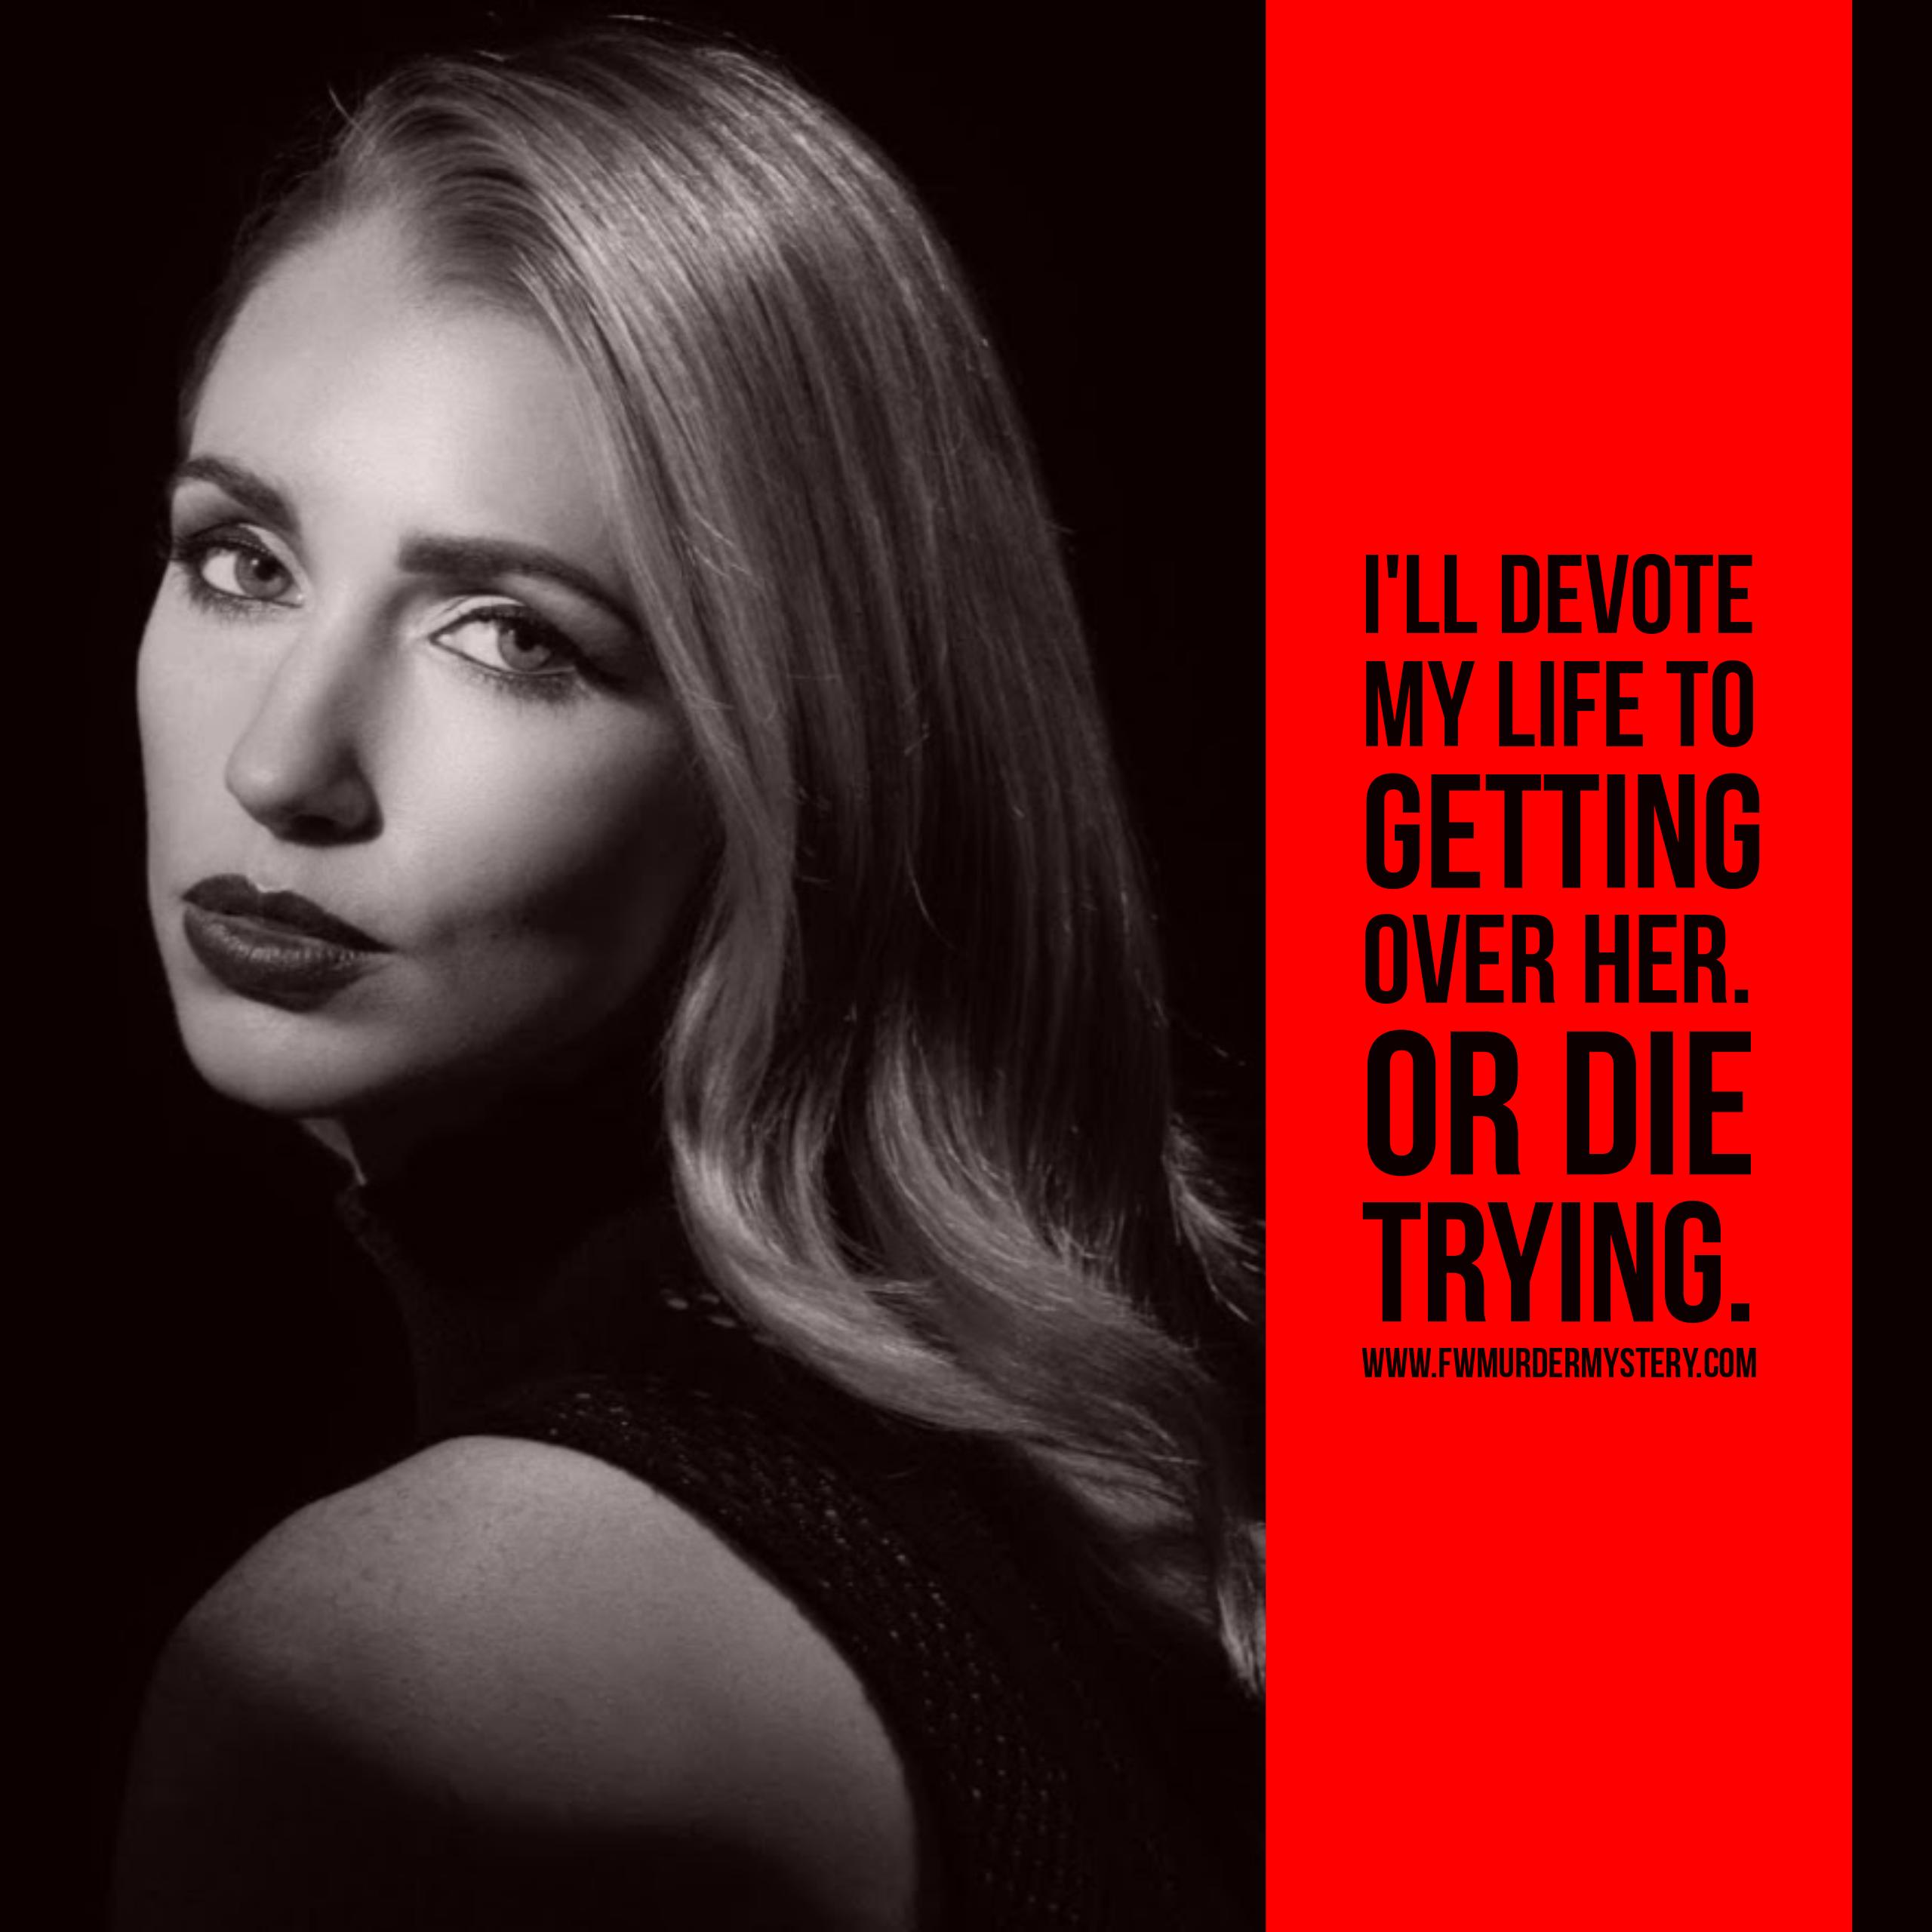 I'LL DEVOTE
MY LIFE TO
GETTING
OVER HER.
OR DIE
TRYING.
WWW.FWMURDERMYSTERY.COM